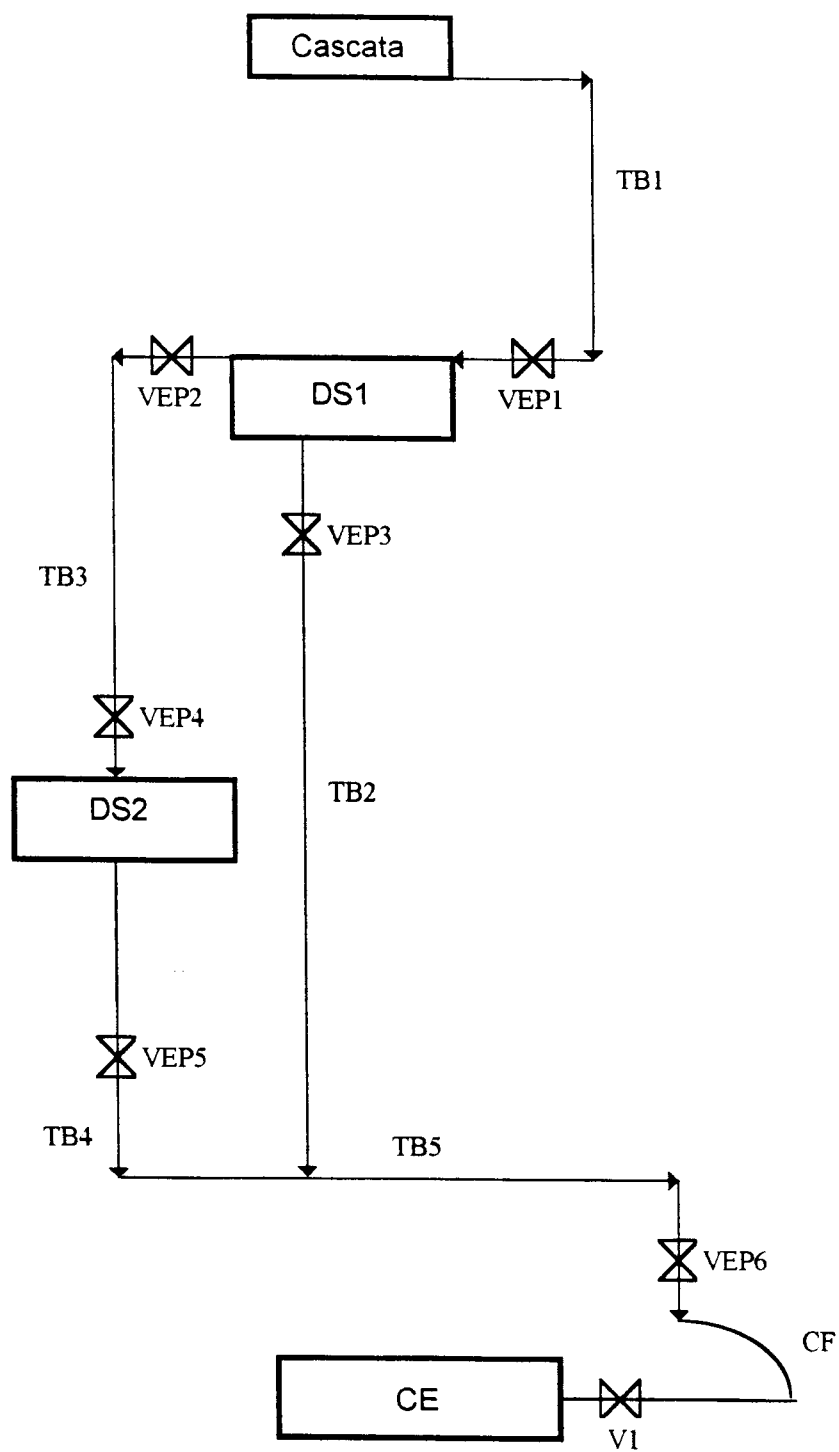 Cascata
TB1
VEP2
DS1
VEP1
VEP3
TB3
VEP4
TB2
DS2
VEP5
TB4
TB5
VEP6
CF
CE
V1